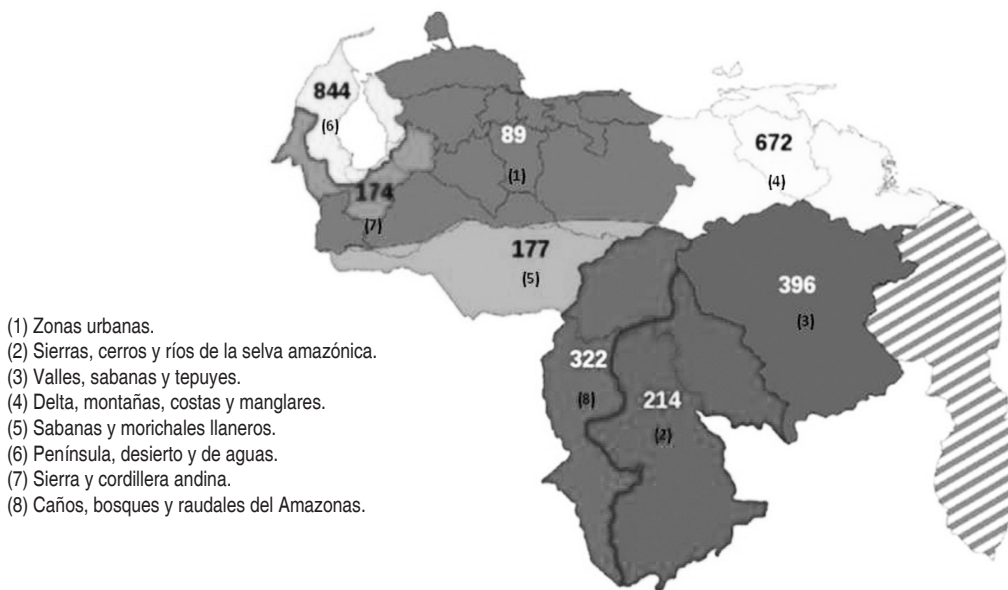 844
(6)
89
(1)
672
(4)
174
(7)
177
(5)
396
(3)
322
(8)
214
(2)
(1) Zonas urbanas.
(2) Sierras, cerros y ríos de la selva amazónica.
(3) Valles, sabanas y tepuyes.
(4) Delta, montañas, costas y manglares.
(5) Sabanas y morichales llaneros.
(6) Península, desierto y de aguas.
(7) Sierra y cordillera andina.
(8) Caños, bosques y raudales del Amazonas.